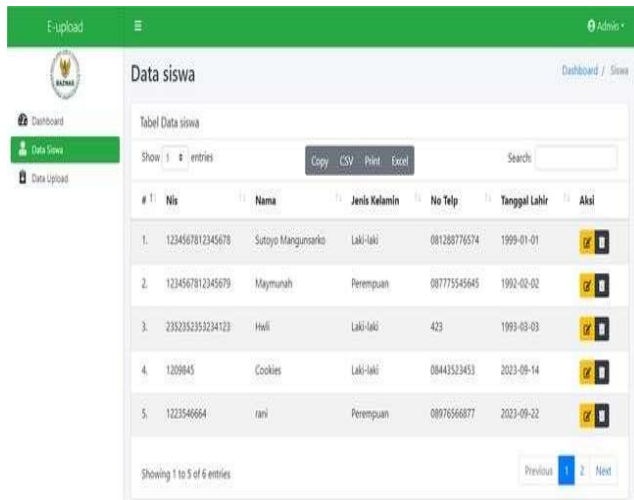 E-upload
Admin
BAZNAS
Data siswa
Dashboard / Siswa
Dashboard
Data Siswa
Data Upload
Tabel Data siswa
Show 5 entries
Copy CSV Print Excel
Search:
# Nis Nama Jenis Kelamin No Telp Tanggal Lahir Aksi
1. 1234567812345678 Sutoyo Mangunsarko Laki-laki 081288776574 1999-01-01
2. 1234567812345679 Maymunah Perempuan 087775545645 1992-02-02
3. 2352352353234123 Hwli Laki-laki 423 1993-03-03
4. 1209845 Cookies Laki-laki 08443523453 2023-09-14
5. 1223546664 rani Perempuan 08976566877 2023-09-22
Showing 1 to 5 of 6 entries
Previous 1 2 Next